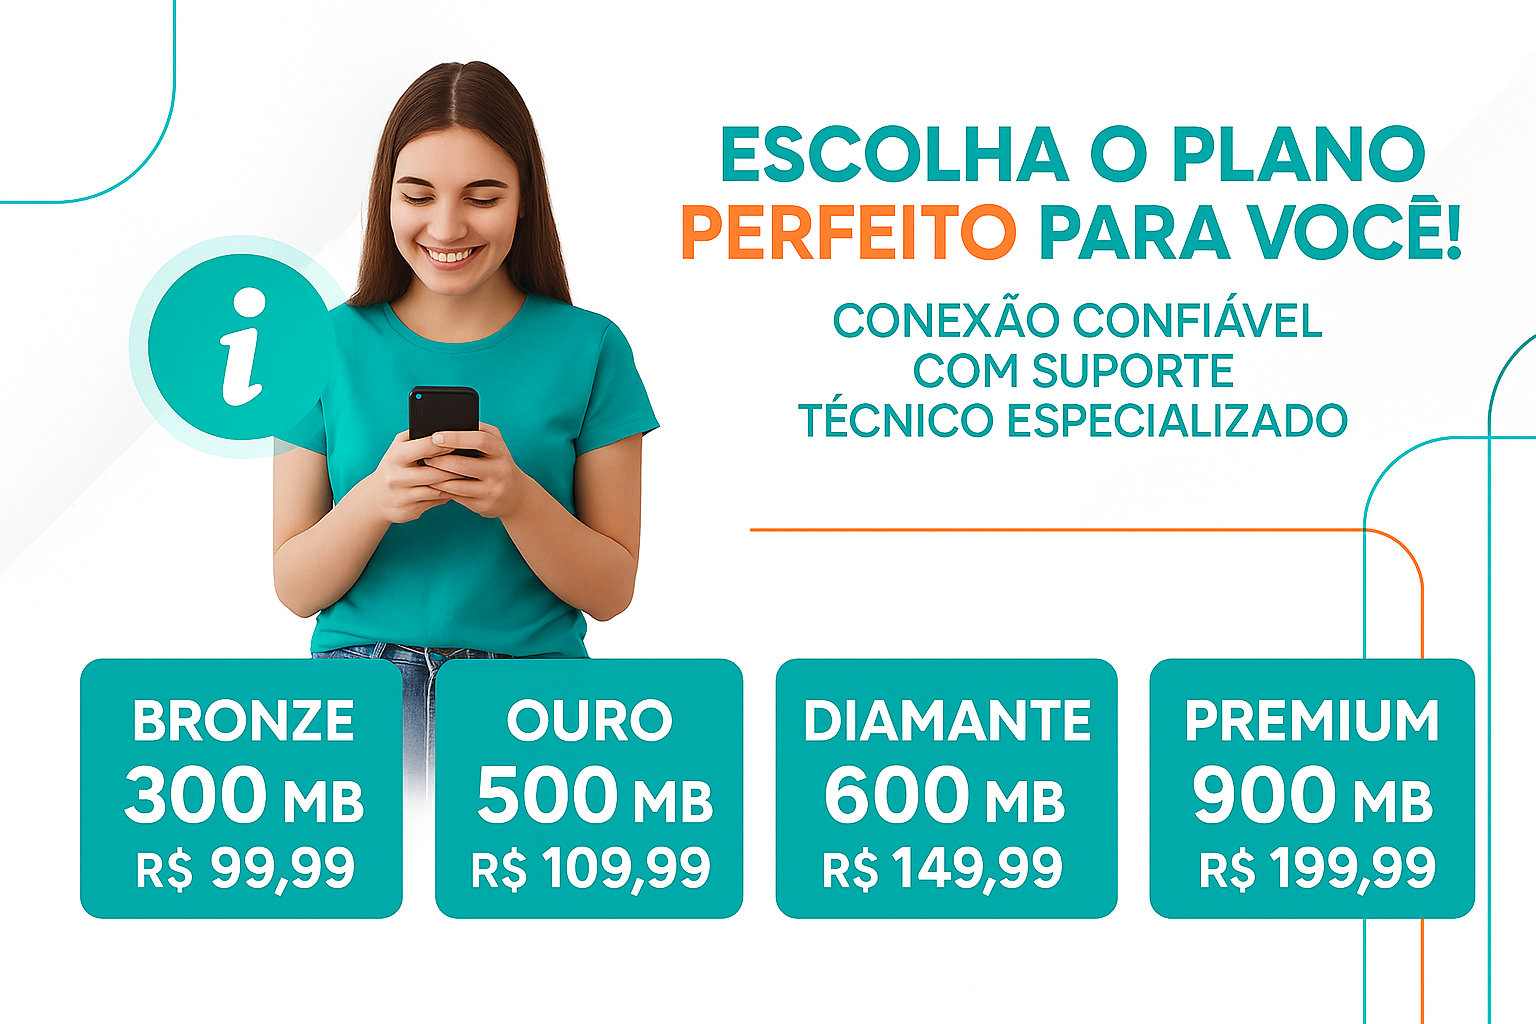 ESCOLHA O PLANO
PERFEITO PARA VOCÊ!
CONEXÃO CONFIÁVEL
COM SUPORTE
TÉCNICO ESPECIALIZADO
i
BRONZE
300 MB
R$ 99,99
OURO
500 MB
R$ 109,99
DIAMANTE
600 MB
R$ 149,99
PREMIUM
900 MB
R$ 199,99